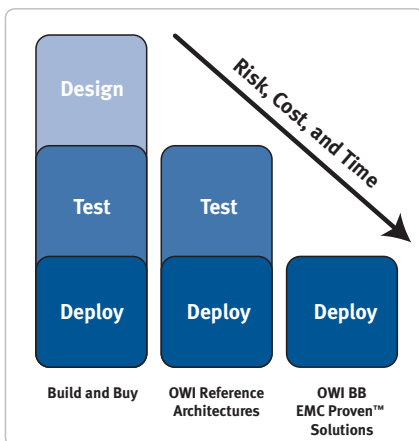 Design
Risk, Cost, and Time
Test
Test
Deploy
Deploy
Deploy
Build and Buy
OWI Reference
Architectures
OWI BB
EMC Proven™
Solutions